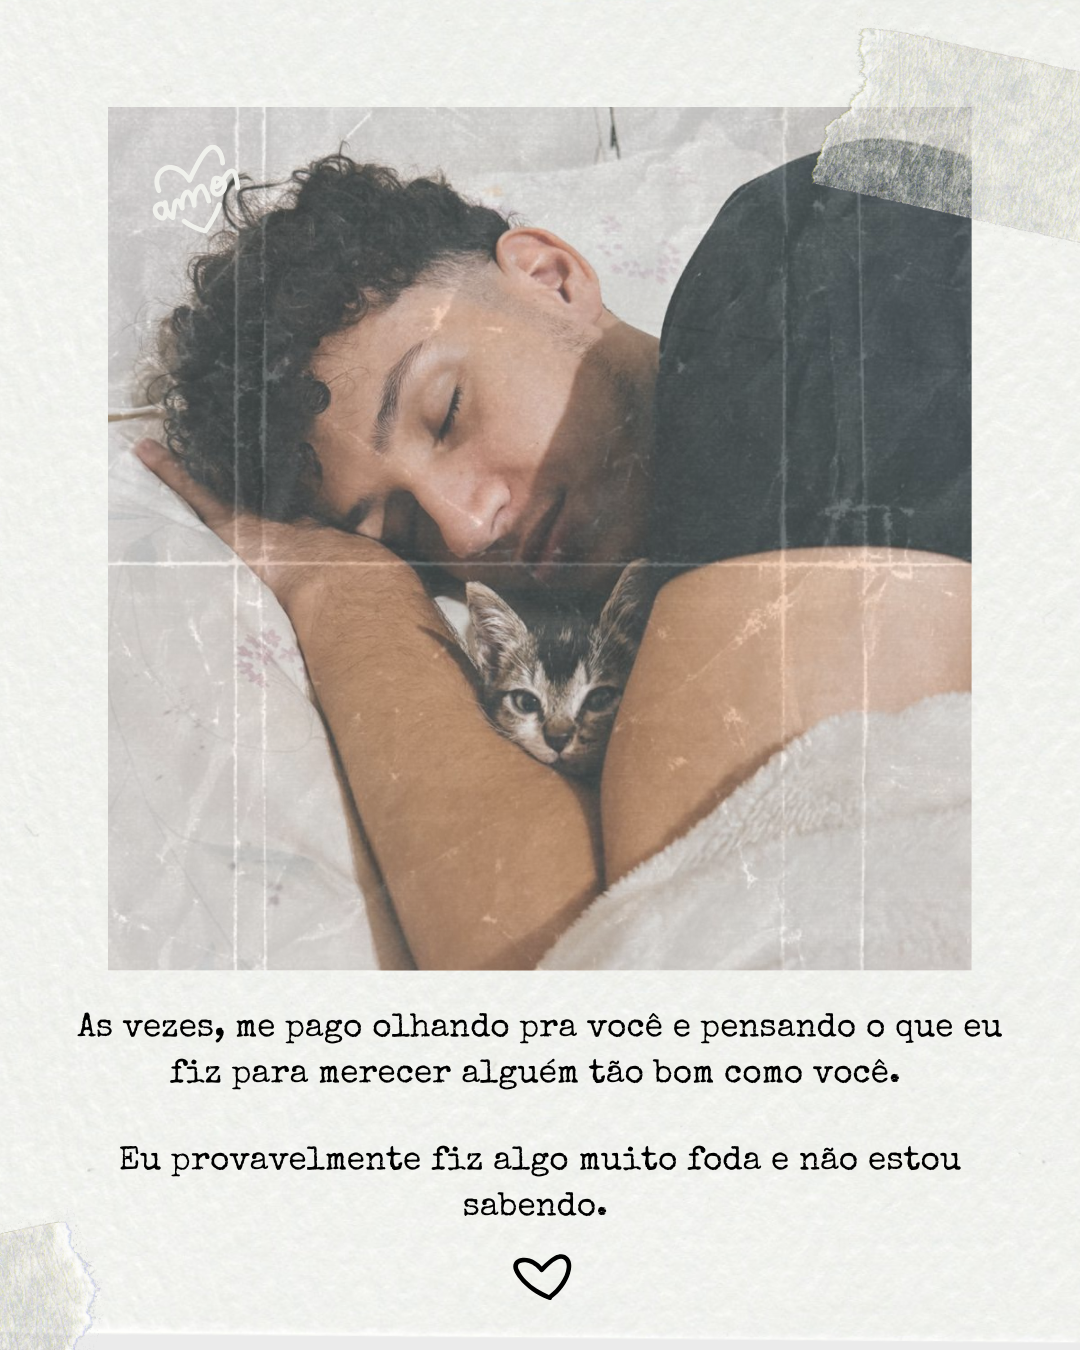 amor
As vezes, me pago olhando pra você e pensando o que eu
fiz para merecer alguém tão bom como você.
Eu provavelmente fiz algo muito foda e não estou
sabendo.